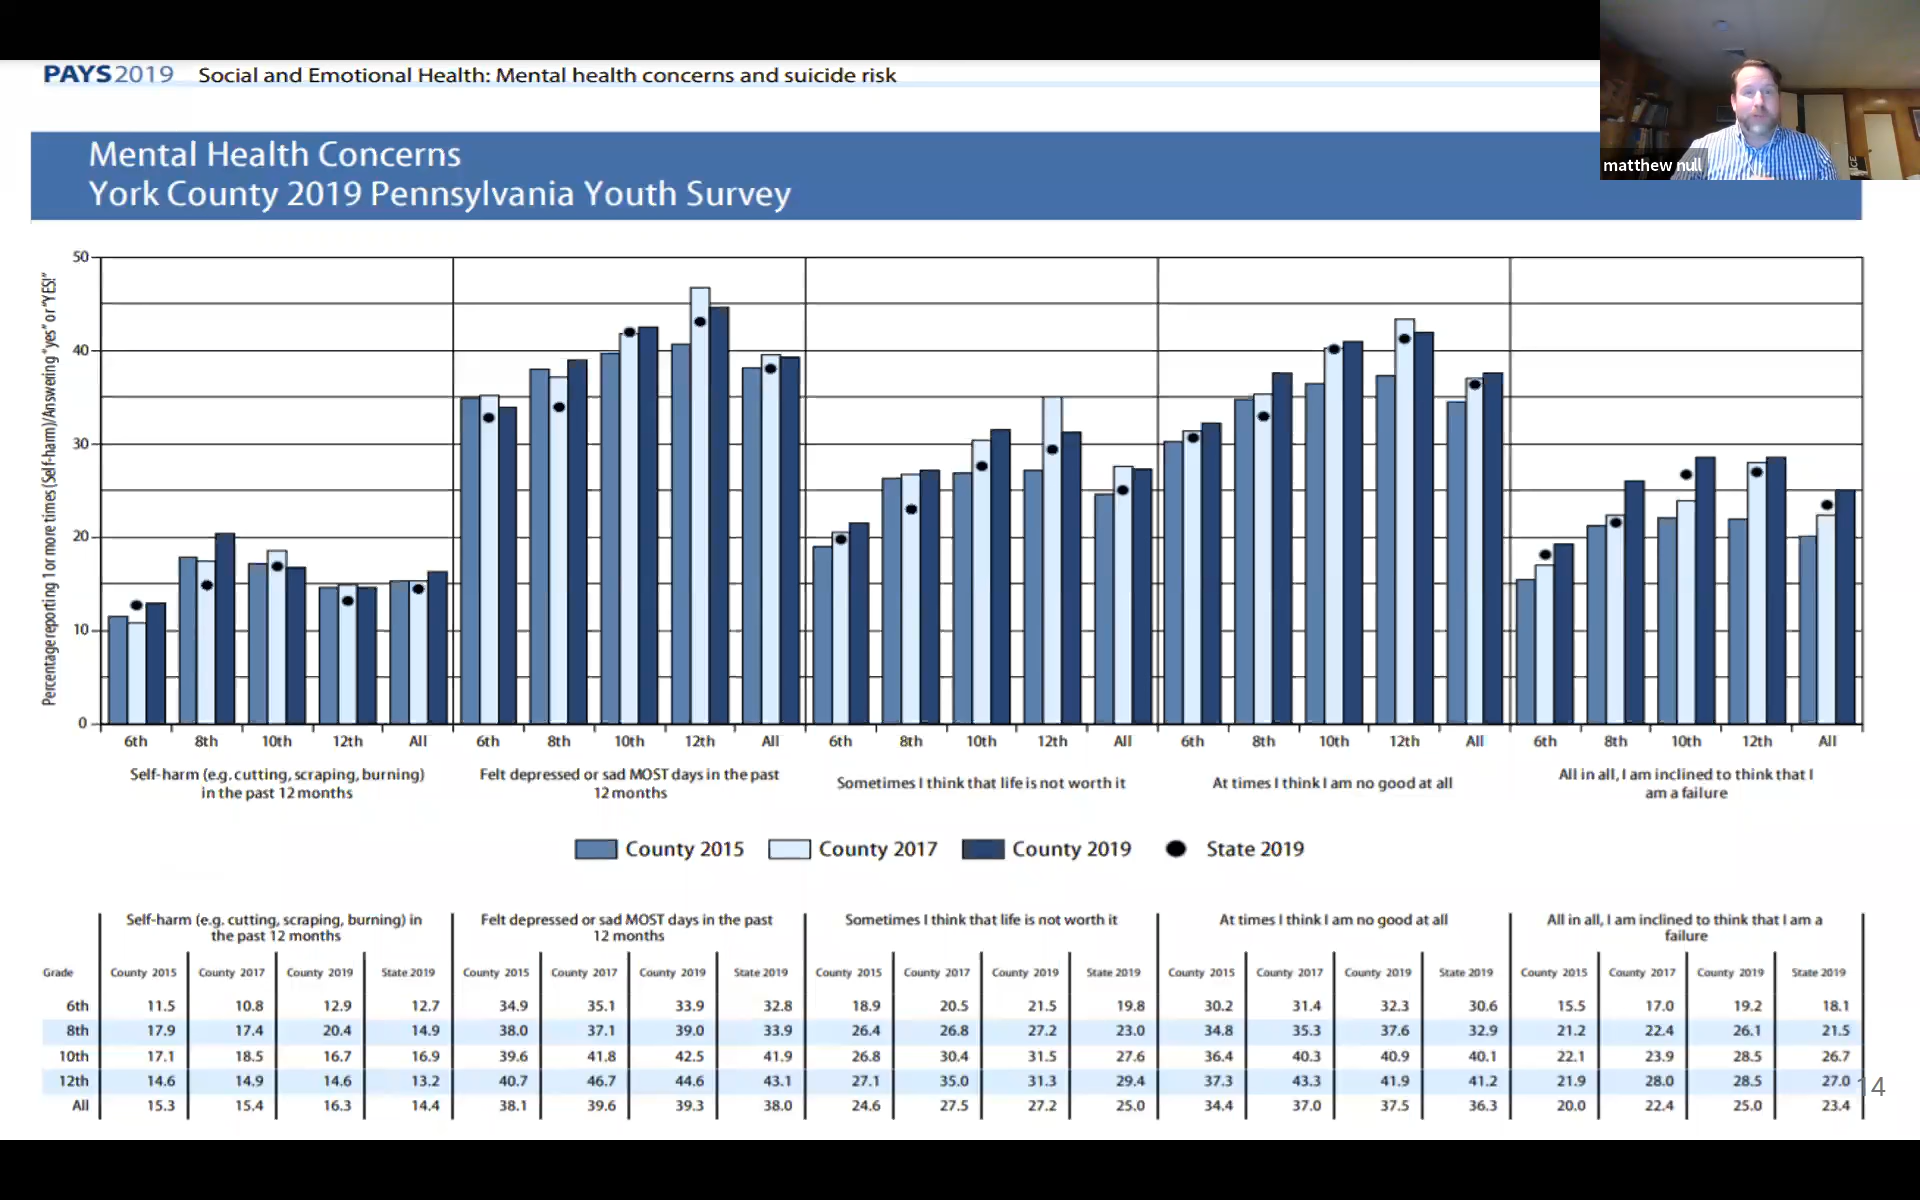 PAYS2019 Social and Emotional Health: Mental health concerns and suicide risk
matthew null
Mental Health Concerns
York County 2019 Pennsylvania Youth Survey
Percentage reporting 1 or more times (Self-harm)/Answering "yes" or "YES!"
50
40
30
20
10
0
6th 8th 10th 12th All 6th 8th 10th 12th All 6th 8th 10th 12th All 6th 8th 10th 12th All 6th 8th 10th 12th All
Self-harm (e.g. cutting, scraping, burning)
in the past 12 months
Felt depressed or sad MOST days in the past
12 months
Sometimes I think that life is not worth it
At times I think I am no good at all
All in all, I am inclined to think that I
am a failure
County 2015 County 2017 County 2019 State 2019
Self-harm (e.g. cutting, scraping, burning) in
the past 12 months
Felt depressed or sad MOST days in the past
12 months
Sometimes I think that life is not worth it
At times I think I am no good at all
All in all, I am inclined to think that I am a
failure
Grade County 2015 County 2017 County 2019 State 2019 County 2015 County 2017 County 2019 State 2019 County 2015 County 2017 County 2019 State 2019 County 2015 County 2017 County 2019 State 2019 County 2015 County 2017 County 2019 State 2019
6th 11.5 10.8 12.9 12.7 34.9 35.1 33.9 32.8 18.9 20.5 21.5 19.8 30.2 31.4 32.3 30.6 15.5 17.0 19.2 18.1
8th 17.9 17.4 20.4 14.9 38.0 37.1 39.0 33.9 26.4 26.8 27.2 23.0 34.8 35.3 37.6 32.9 21.2 22.4 26.1 21.5
10th 17.1 18.5 16.7 16.9 39.6 41.8 42.5 41.9 26.8 30.4 31.5 27.6 36.4 40.3 40.9 40.1 22.1 23.9 28.5 26.7
12th 14.6 14.9 14.6 13.2 40.7 46.7 44.6 43.1 27.1 35.0 31.3 29.4 37.3 43.3 41.9 41.2 21.9 28.0 28.5 27.0
All 15.3 15.4 16.3 14.4 38.1 39.6 39.3 38.0 24.6 27.5 27.2 25.0 34.4 37.0 37.5 36.3 20.0 22.4 25.0 23.4
14